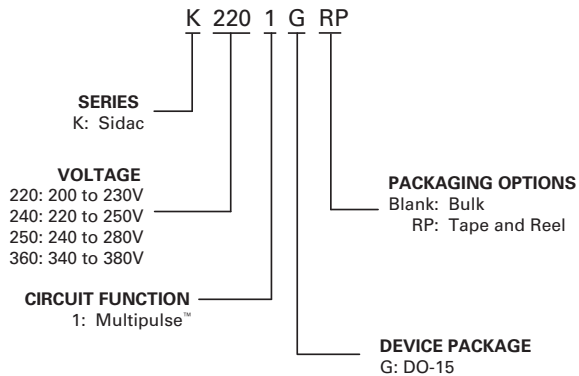 K 220 1 G RP
SERIES
K: Sidac
VOLTAGE
220: 200 to 230V
240: 220 to 250V
250: 240 to 280V
360: 340 to 380V
CIRCUIT FUNCTION
1: Multipulse™
PACKAGING OPTIONS
Blank: Bulk
RP: Tape and Reel
DEVICE PACKAGE
G: DO-15